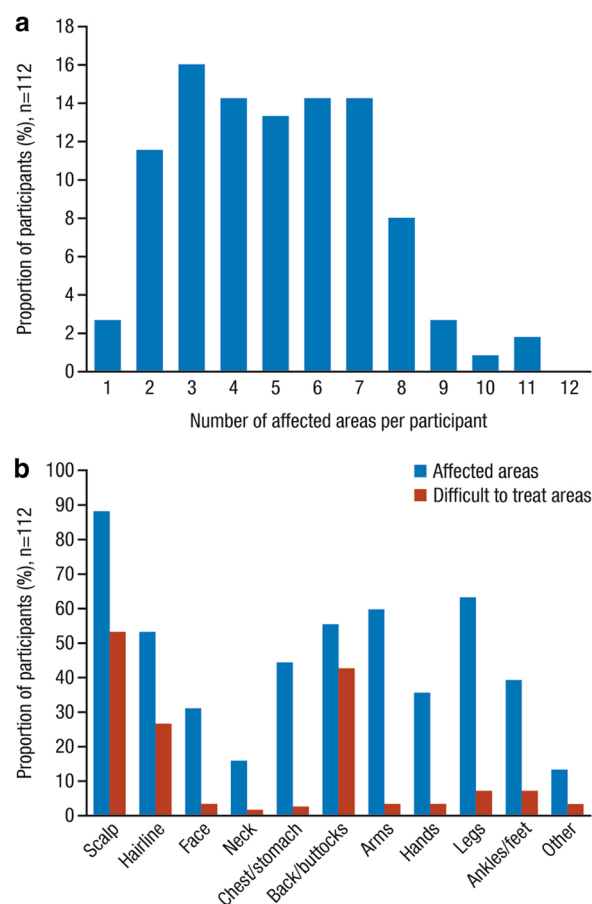 a
Proportion of participants (%), n=112
18
16
14
12
10
8
6
4
2
0
1 2 3 4 5 6 7 8 9 10 11 12
Number of affected areas per participant
b
Proportion of participants (%), n=112
100
90
80
70
60
50
40
30
20
10
0
Affected areas
Difficult to treat areas
Scalp
Hairline
Face
Neck
Chest/stomach
Back/buttocks
Arms
Hands
Legs
Ankles/feet
Other